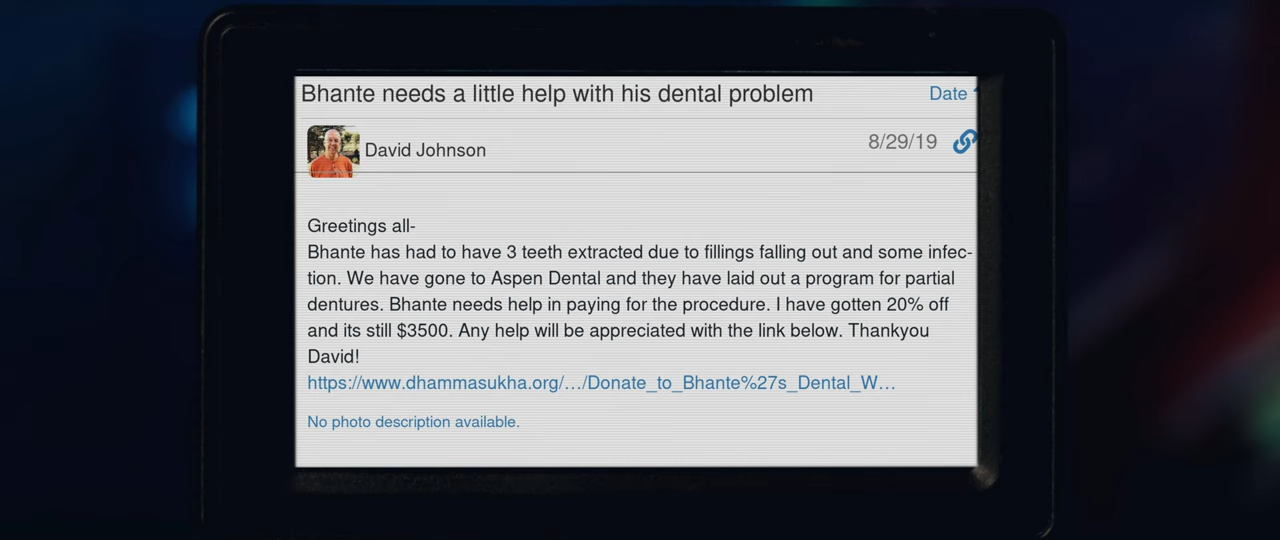 Bhante needs a little help with his dental problem
Date
David Johnson
8/29/19
Greetings all-
Bhante has had to have 3 teeth extracted due to fillings falling out and some infec-
tion. We have gone to Aspen Dental and they have laid out a program for partial
dentures. Bhante needs help in paying for the procedure. I have gotten 20% off
and its still $3500. Any help will be appreciated with the link below. Thankyou
David!
https://www.dhammasukha.org/…/Donate_to_Bhante%27s_Dental_W…
No photo description available.